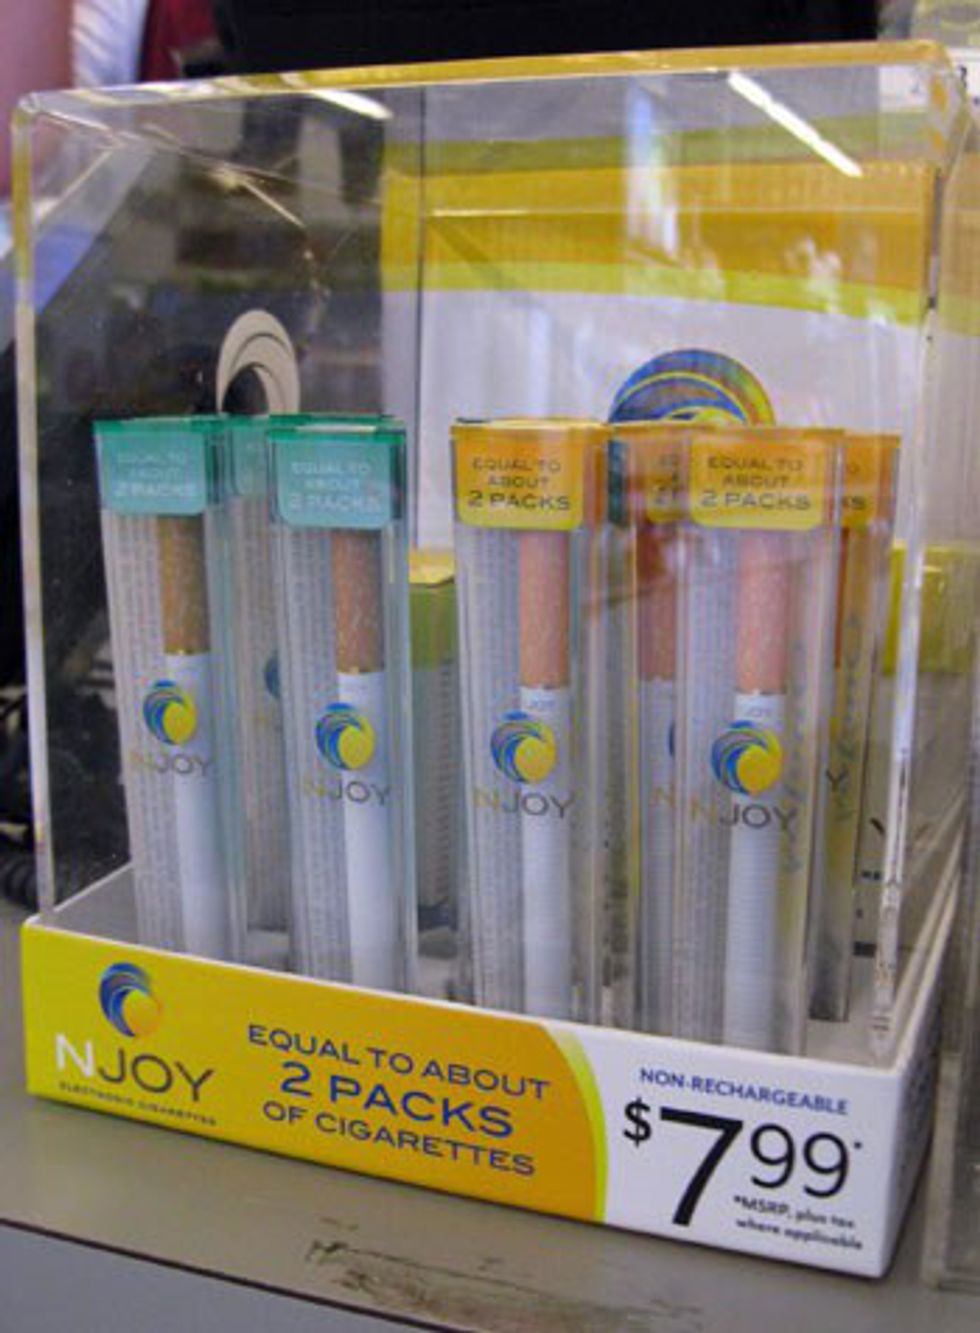 EQUAL TO
ABOUT
2 PACKS
EQUAL TO
ABOUT
2 PACKS
EQUAL TO
ABOUT
2 PACKS
EQUAL TO
ABOUT
2 PACKS
NJOY
NJOY
NJOY
NJOY
NJOY
ELECTRONIC CIGARETTES
EQUAL TO ABOUT
2 PACKS
OF CIGARETTES
NON-RECHARGEABLE
$799*
*MSRP, plus tax
where applicable